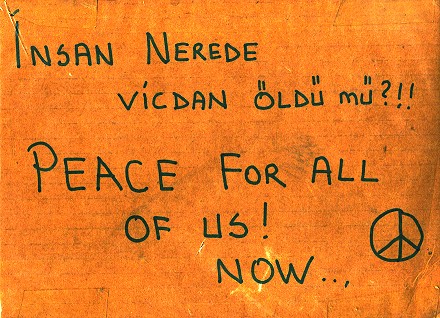 İNSAN NEREDE
VİCDAN ÖLDÜ MÜ?!!
PEACE FOR ALL
OF US!
NOW...